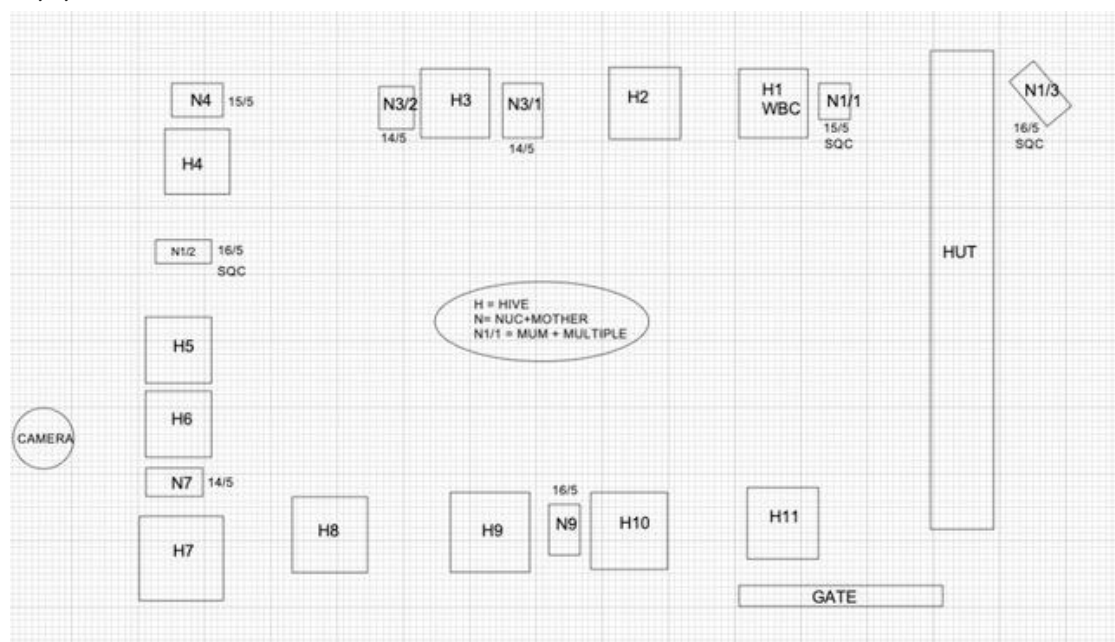 N4 15/5
H4
N3/2
14/5
H3
N3/1
14/5
H2
H1
WBC
N1/1
15/5
SQC
N1/3
16/5
SQC
N1/2 16/5
SQC
HUT
H = HIVE
N= NUC+MOTHER
N1/1 = MUM + MULTIPLE
H5
H6
CAMERA
N7 14/5
H7
H8
H9
16/5
N9
H10
H11
GATE